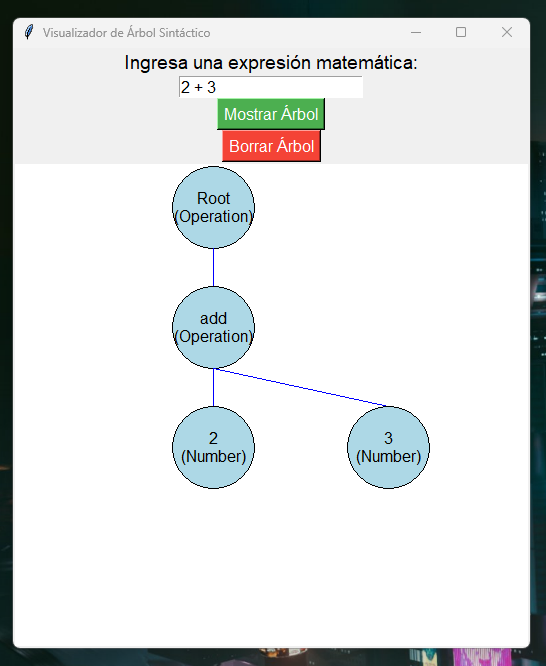 Visualizador de Árbol Sintáctico
Ingresa una expresión matemática:
2 + 3
Mostrar Árbol
Borrar Árbol
Root
(Operation)
add
(Operation)
2
(Number)
3
(Number)